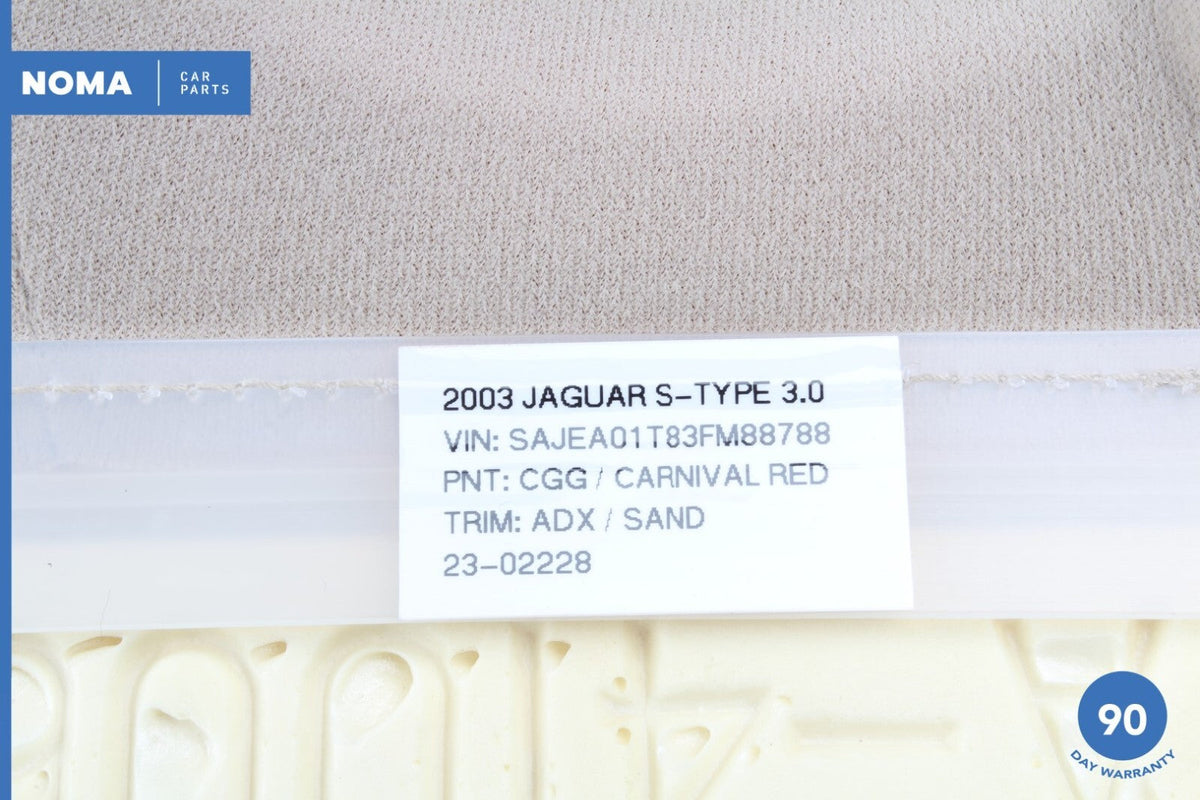 NOMA
CAR
PARTS
2003 JAGUAR S-TYPE 3.0
VIN: SAJEA01T83FM88788
PNT: CGG / CARNIVAL RED
TRIM: ADX / SAND
23-02228
90
DAY WARRANTY